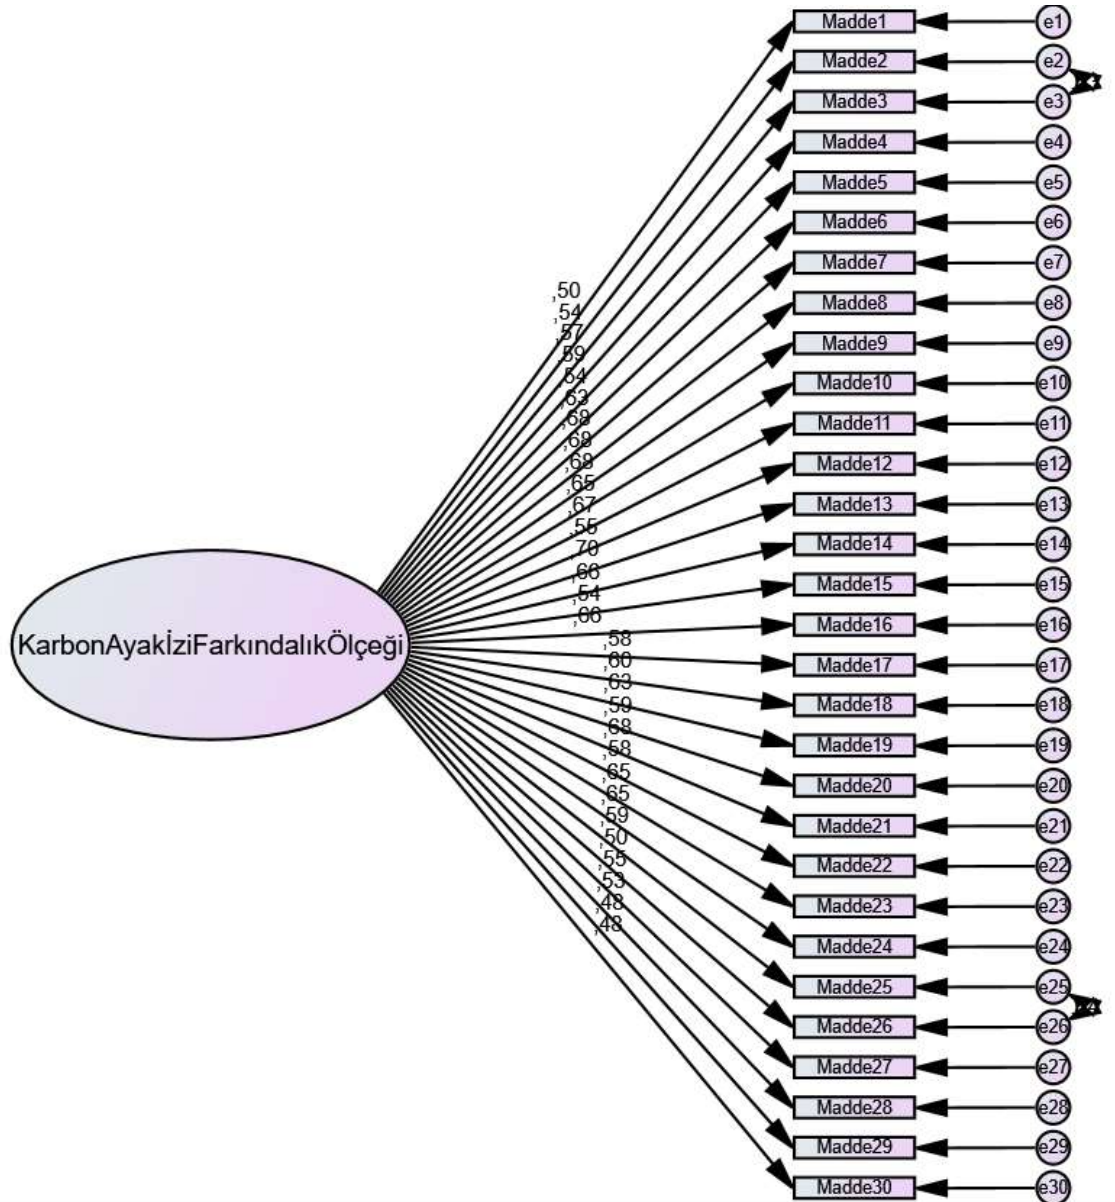 Madde1 e1
Madde2 e2
Madde3 e3
Madde4 e4
Madde5 e5
Madde6 e6
Madde7 e7
Madde8 e8
Madde9 e9
Madde10 e10
Madde11 e11
Madde12 e12
Madde13 e13
Madde14 e14
Madde15 e15
Madde16 e16
Madde17 e17
Madde18 e18
Madde19 e19
Madde20 e20
Madde21 e21
Madde22 e22
Madde23 e23
Madde24 e24
Madde25 e25
Madde26 e26
Madde27 e27
Madde28 e28
Madde29 e29
Madde30 e30
,50
,54
,57
,59
,54
,63
,68
,68
,68
,65
,67
,55
,70
,66
,54
,66
,58
,60
,63
,59
,68
,58
,65
,65
,59
,50
,55
,53
,48
,48
KarbonAyakİziFarkındalıkÖlçeği